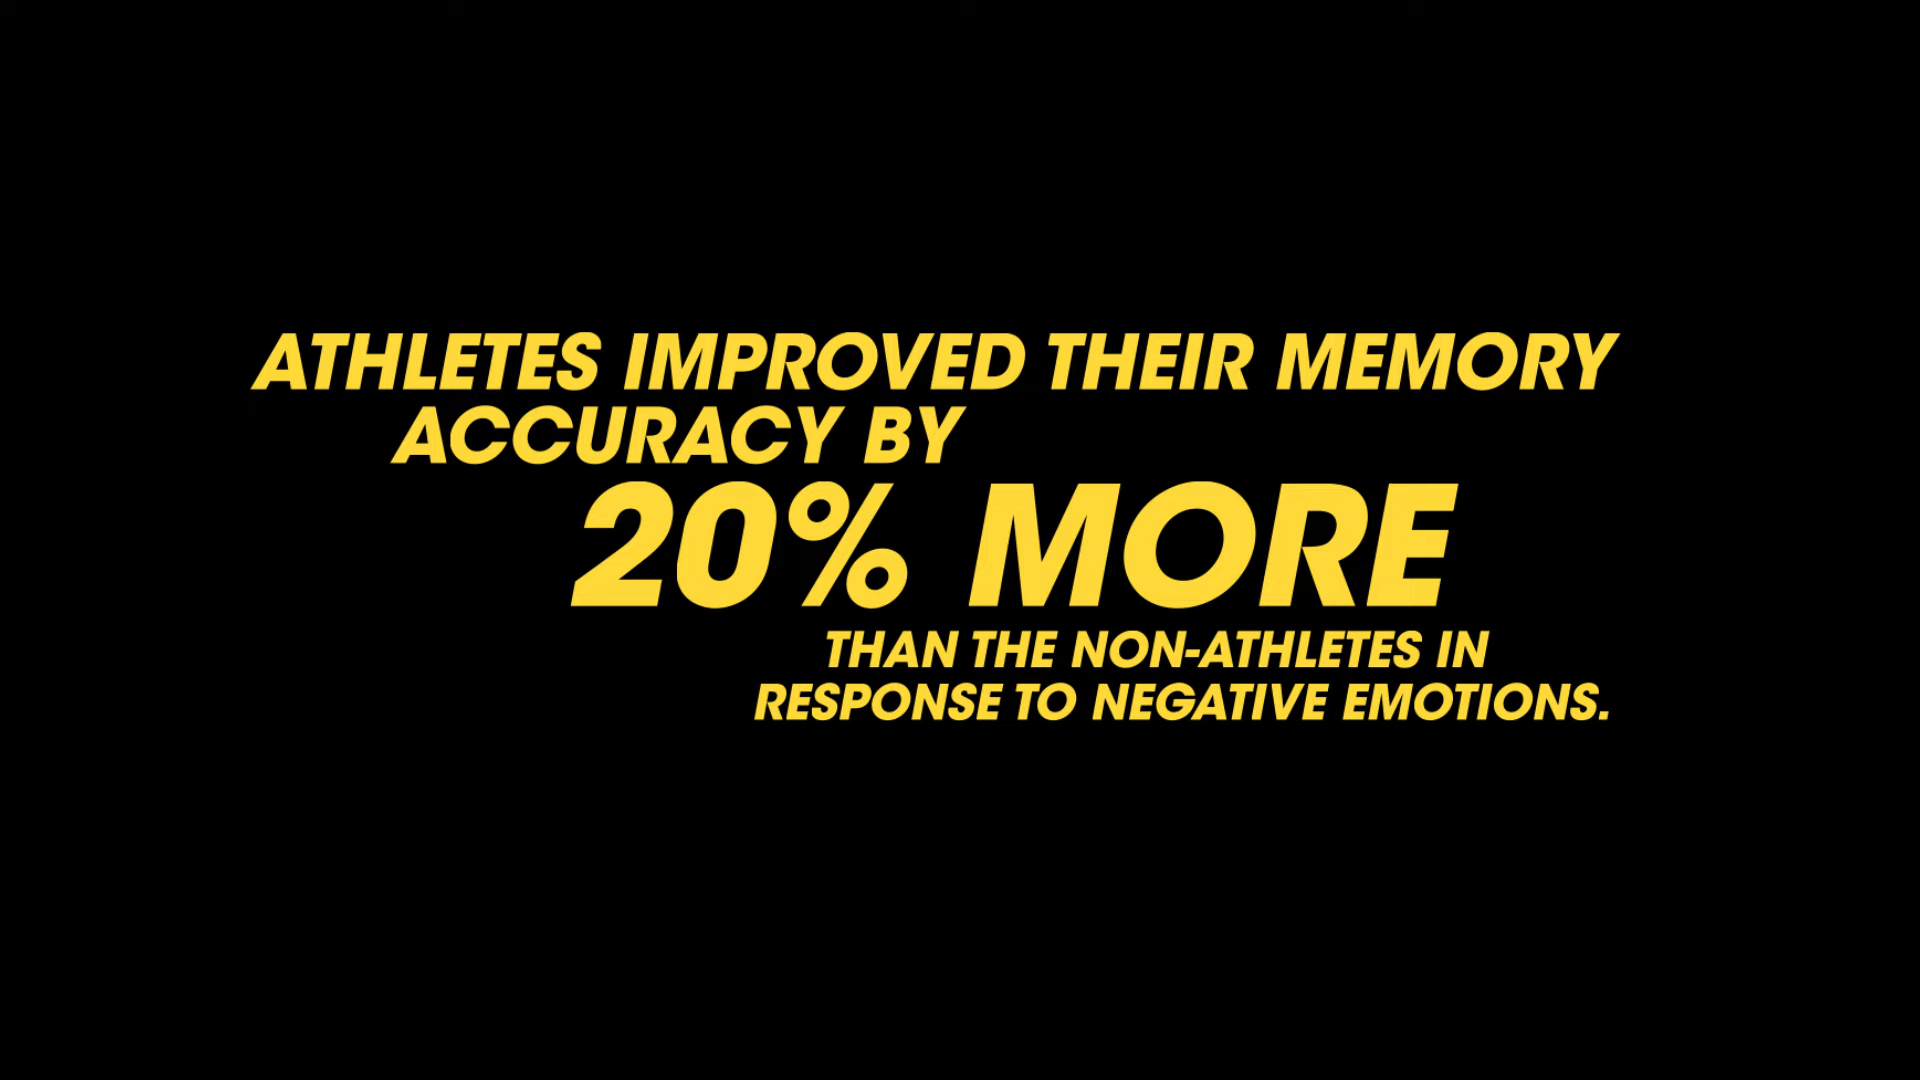 ATHLETES IMPROVED THEIR MEMORY
ACCURACY BY
20% MORE
THAN THE NON-ATHLETES IN
RESPONSE TO NEGATIVE EMOTIONS.